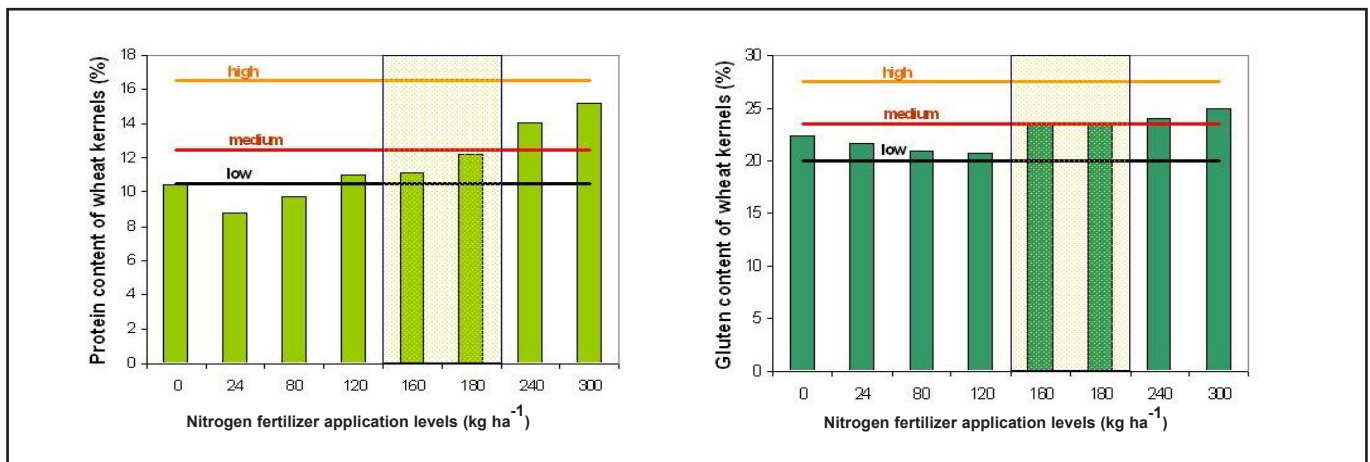 Protein content of wheat kernels (%)
18
16
14
12
10
8
6
4
2
0
high
medium
low
0 24 80 120 160 180 240 300
Nitrogen fertilizer application levels (kg ha⁻¹)
Gluten content of wheat kernels (%)
30
25
20
15
10
5
0
high
medium
low
0 24 80 120 160 180 240 300
Nitrogen fertilizer application levels (kg ha⁻¹)